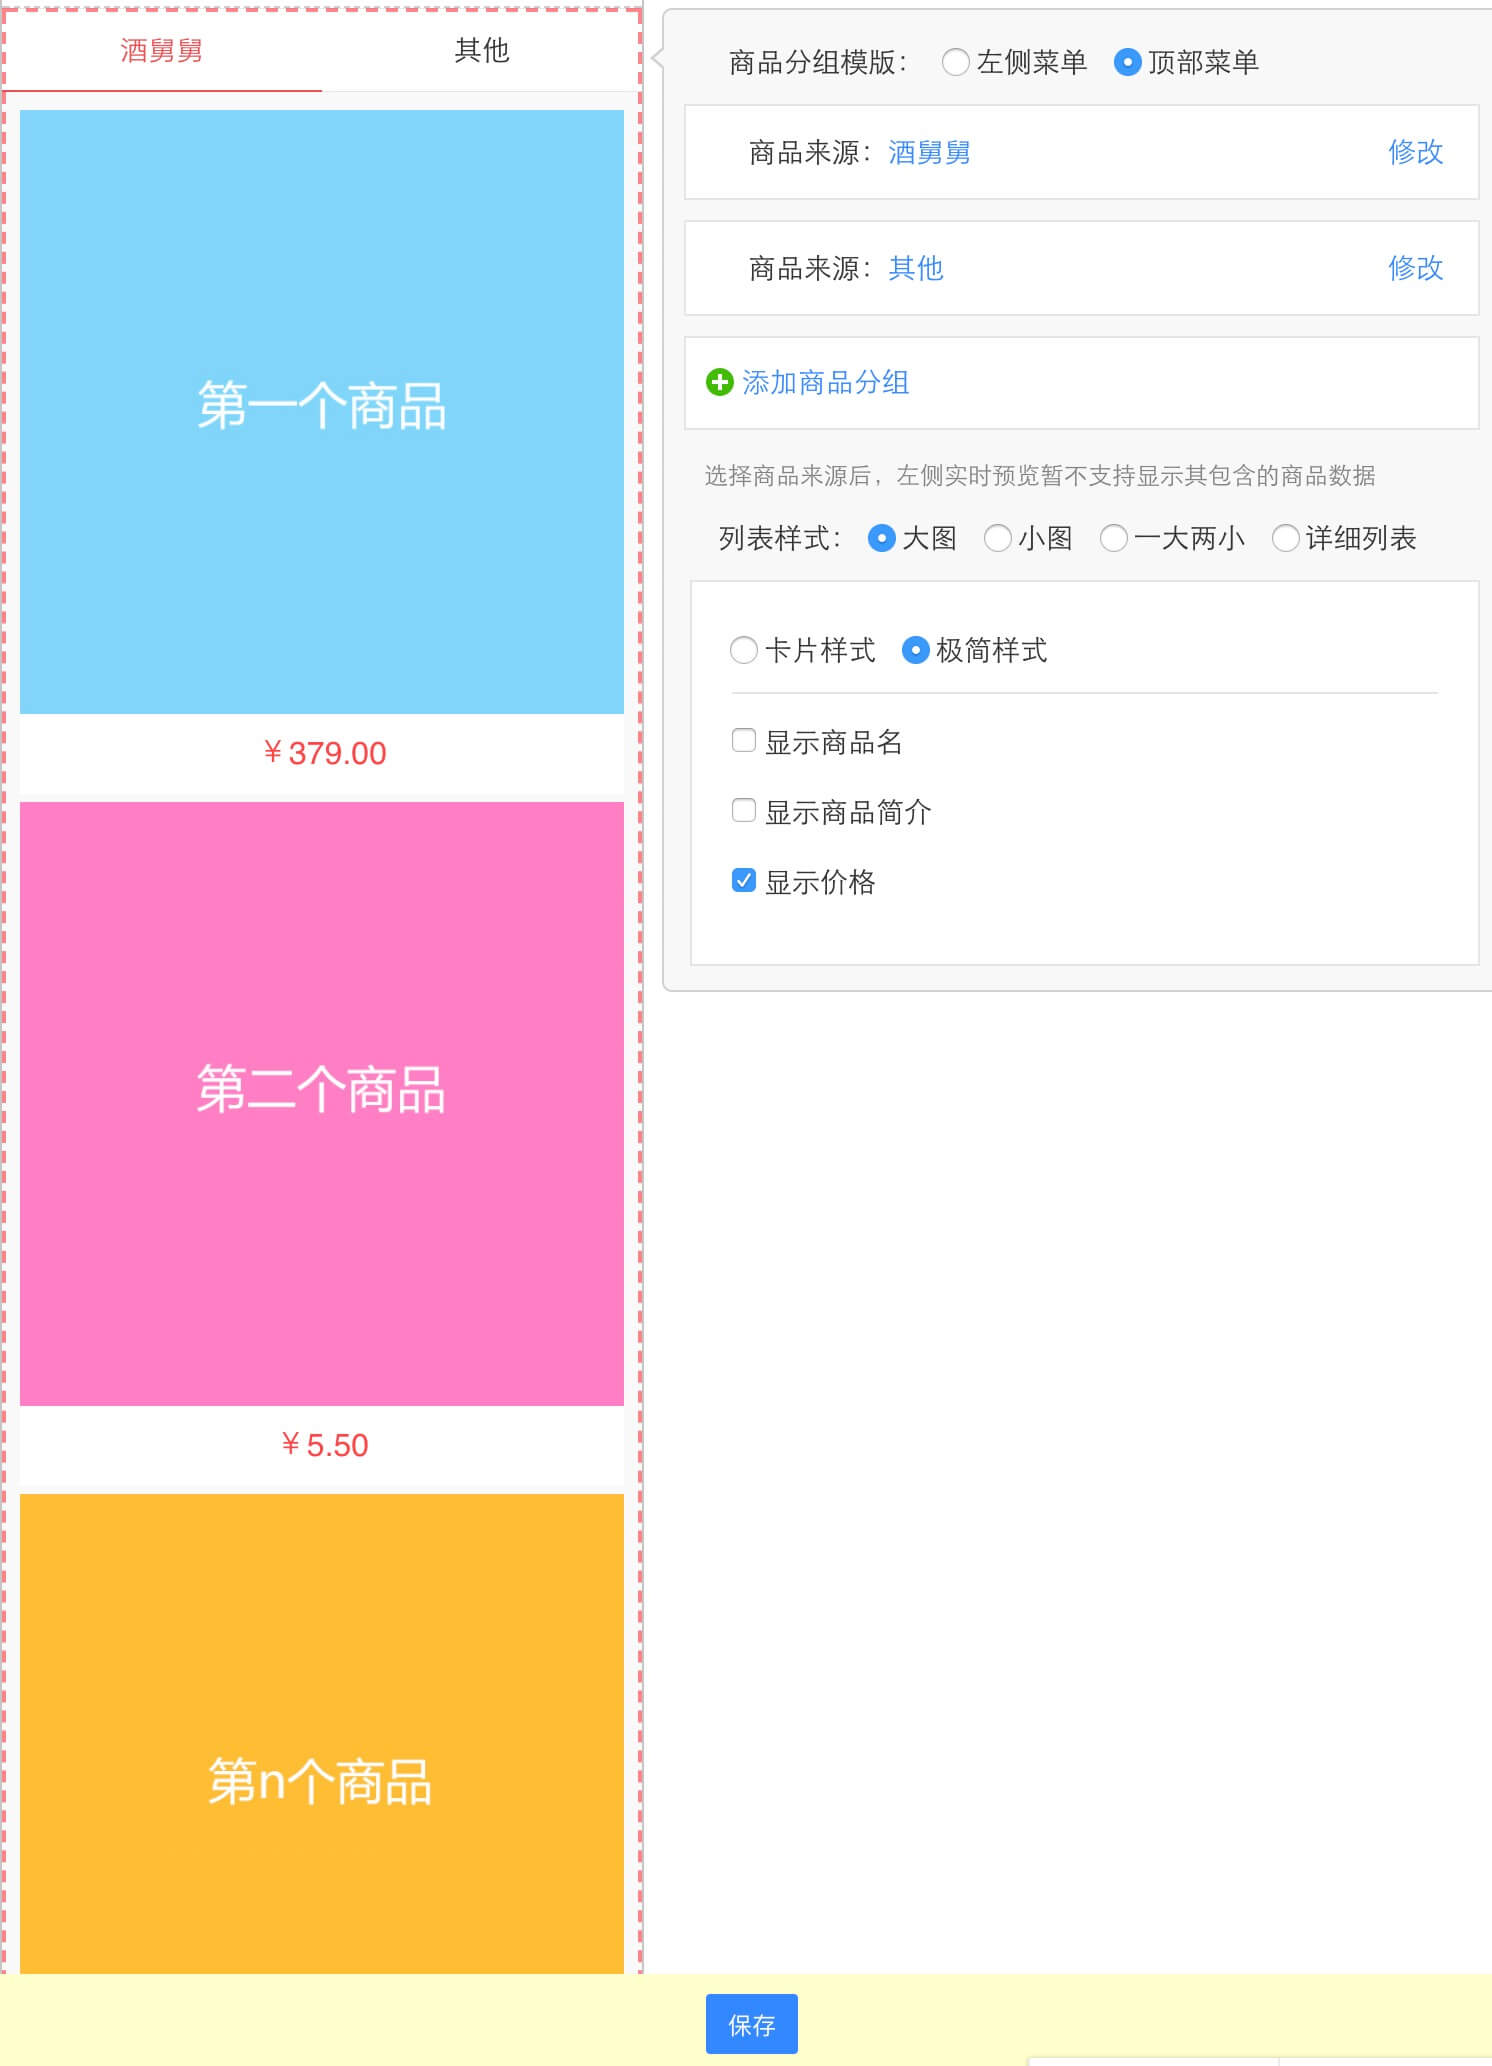 酒舅舅 其他
第一个商品
¥379.00
第二个商品
¥5.50
第n个商品
商品分组模版： 左侧菜单 顶部菜单
商品来源：酒舅舅 修改
商品来源：其他 修改
添加商品分组
选择商品来源后，左侧实时预览暂不支持显示其包含的商品数据
列表样式： 大图 小图 一大两小 详细列表
卡片样式 极简样式
显示商品名
显示商品简介
显示价格
保存